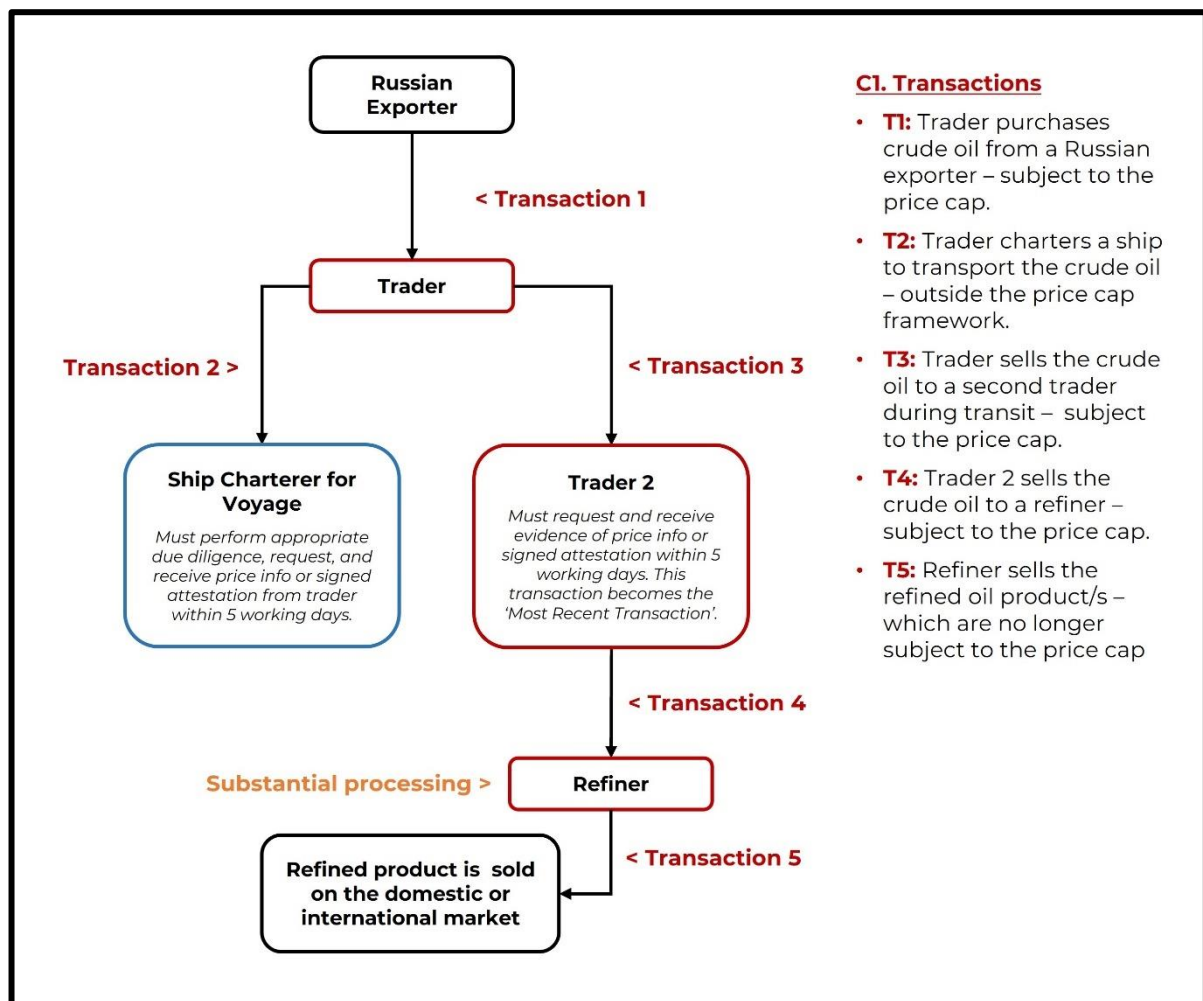 Russian
Exporter
< Transaction 1
Trader
Transaction 2 >
< Transaction 3
Ship Charterer for
Voyage
Must perform appropriate
due diligence, request, and
receive price info or signed
attestation from trader
within 5 working days.
Trader 2
Must request and receive
evidence of price info or
signed attestation within 5
working days. This
transaction becomes the
‘Most Recent Transaction’.
< Transaction 4
Substantial processing >
Refiner
< Transaction 5
Refined product is sold
on the domestic or
international market
C1. Transactions
• T1: Trader purchases
crude oil from a Russian
exporter – subject to the
price cap.
• T2: Trader charters a ship
to transport the crude oil
– outside the price cap
framework.
• T3: Trader sells the crude
oil to a second trader
during transit – subject
to the price cap.
• T4: Trader 2 sells the
crude oil to a refiner –
subject to the price cap.
• T5: Refiner sells the
refined oil product/s –
which are no longer
subject to the price cap